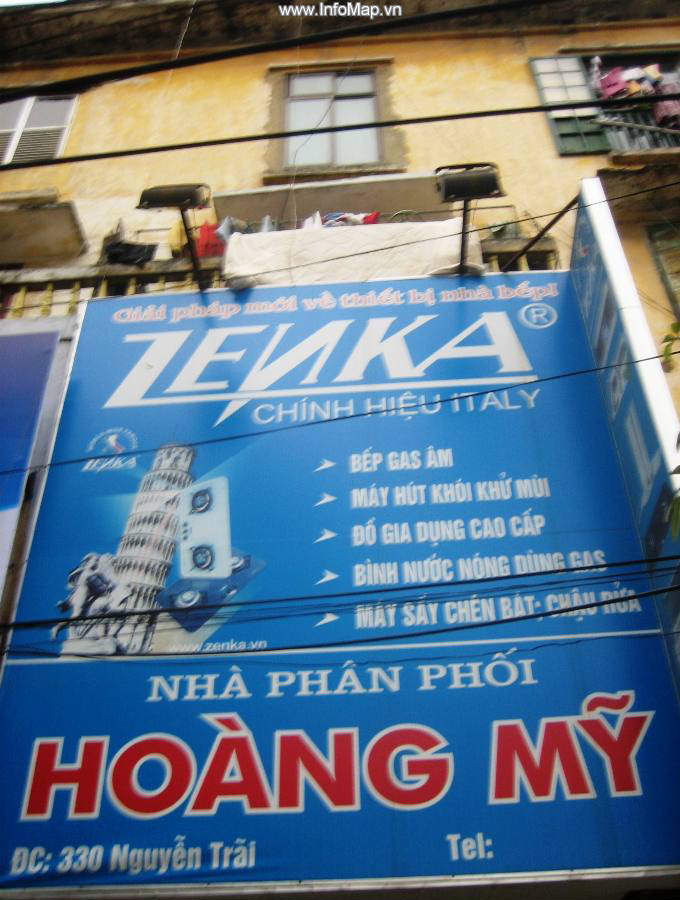 www.InfoMap.vn
Giải pháp mới về thiết bị nhà bếp!
ZENKA®
CHÍNH HIỆU ITALY
ZENKA
BẾP GAS ÂM
MÁY HÚT KHÓI KHỬ MÙI
ĐỒ GIA DỤNG CAO CẤP
BÌNH NƯỚC NÓNG DÙNG GAS
MÁY SẤY CHÉN BÁT; CHẬU RỬA
www.zenka.vn
NHÀ PHÂN PHỐI
HOÀNG MỸ
ĐC: 330 Nguyễn Trãi Tel: